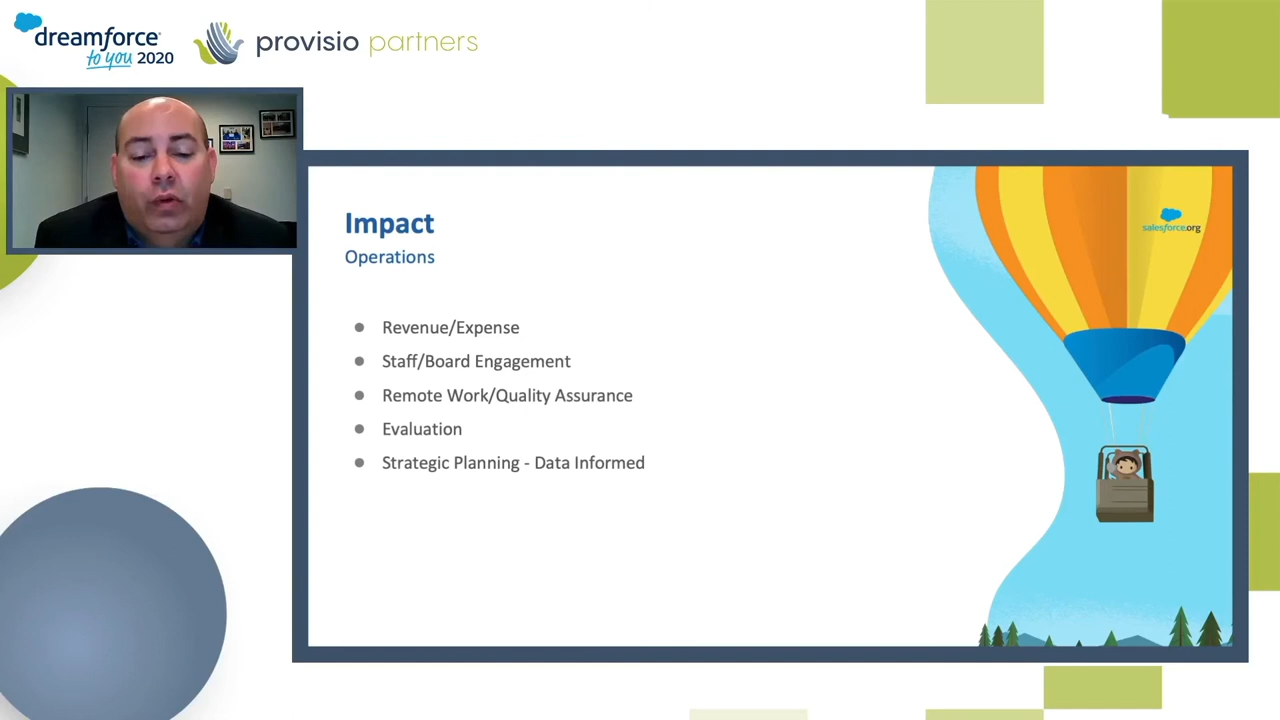 dreamforce
to you 2020
provisio partners
Impact
Operations
salesforce.org
● Revenue/Expense
● Staff/Board Engagement
● Remote Work/Quality Assurance
● Evaluation
● Strategic Planning - Data Informed